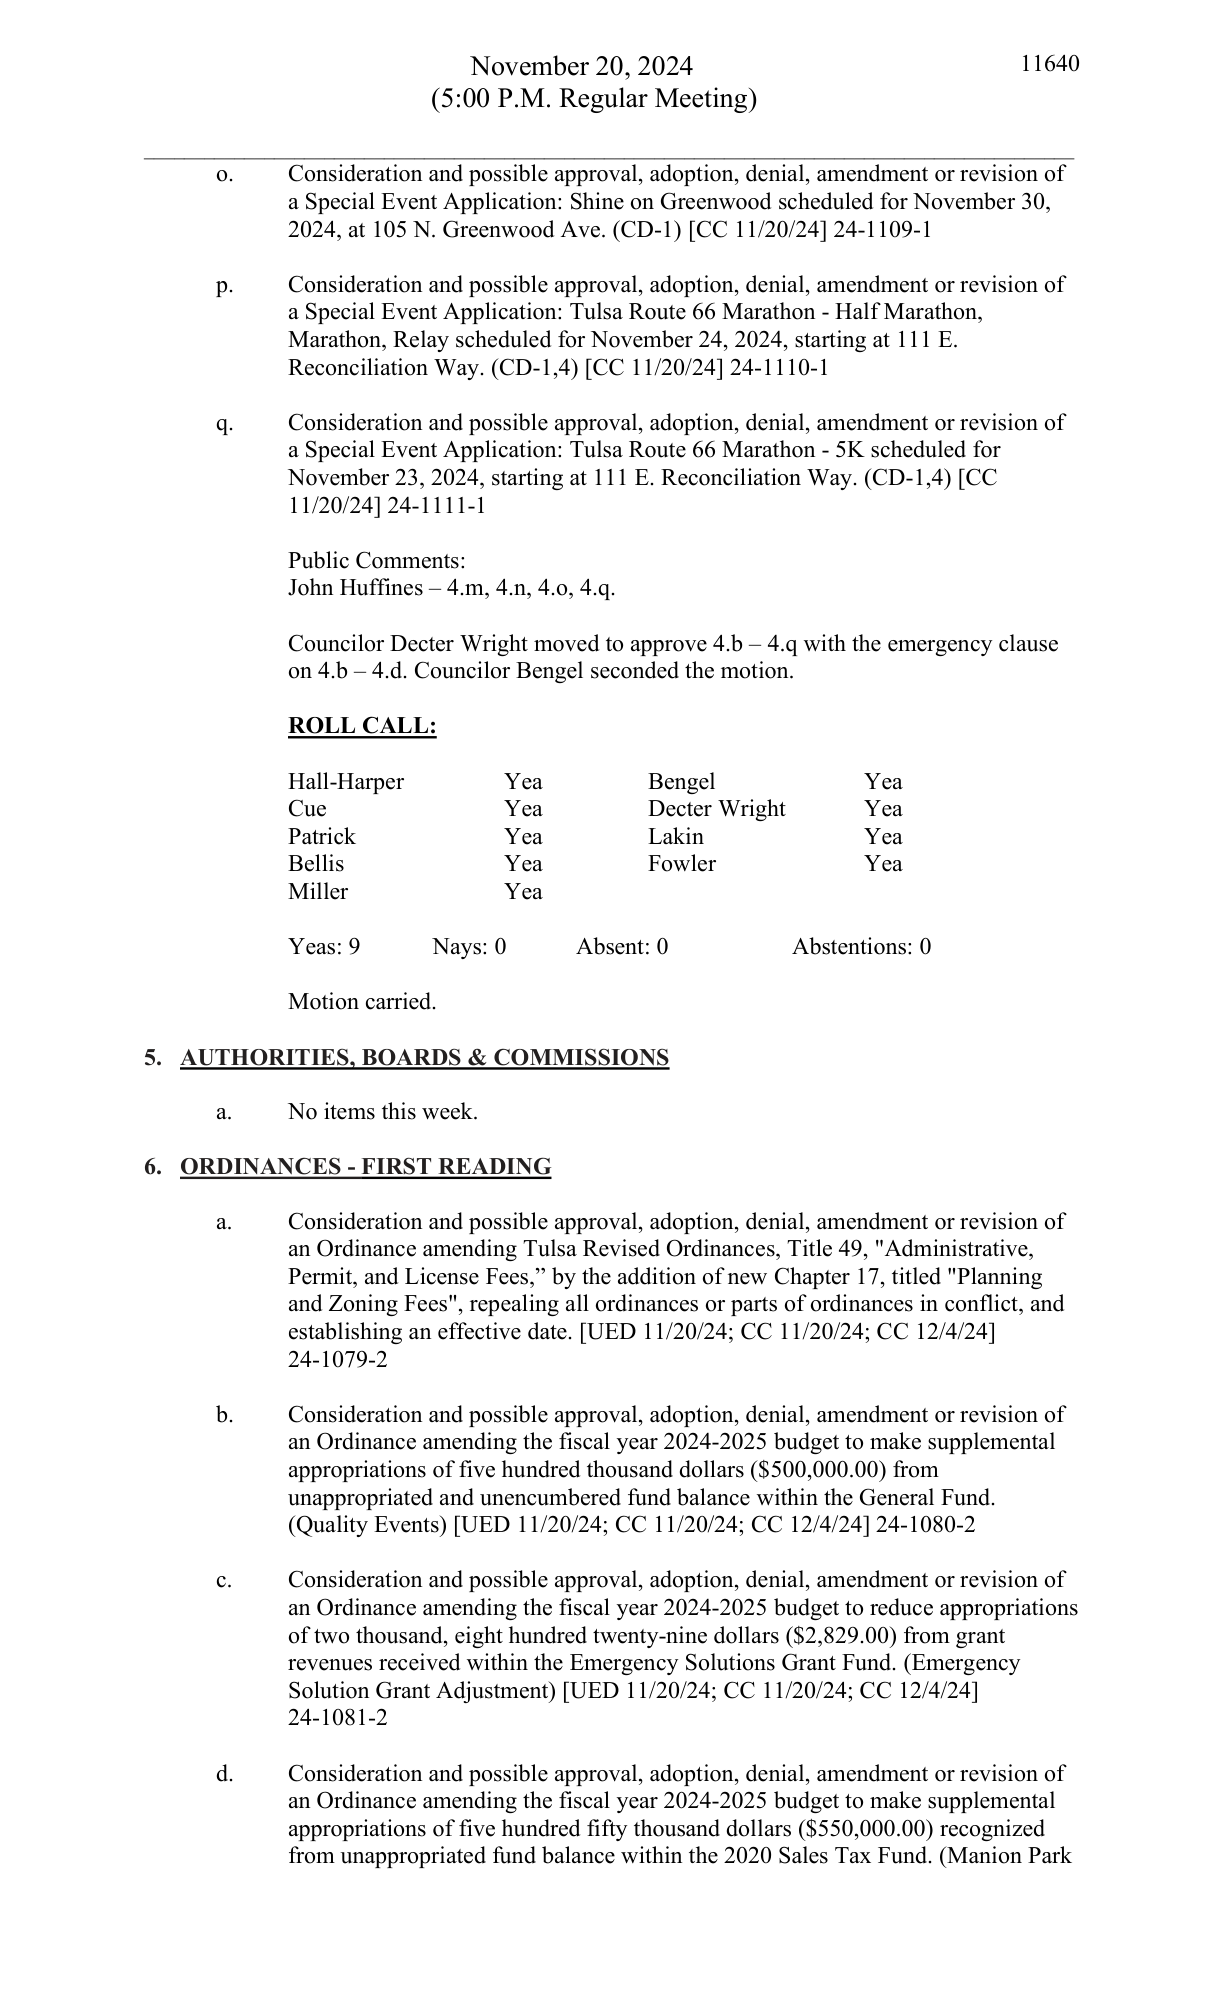 November 20, 2024
11640
(5:00 P.M. Regular Meeting)
o. Consideration and possible approval, adoption, denial, amendment or revision of
a Special Event Application: Shine on Greenwood scheduled for November 30,
2024, at 105 N. Greenwood Ave. (CD-1) [CC 11/20/24] 24-1109-1
p. Consideration and possible approval, adoption, denial, amendment or revision of
a Special Event Application: Tulsa Route 66 Marathon - Half Marathon,
Marathon, Relay scheduled for November 24, 2024, starting at 111 E.
Reconciliation Way. (CD-1,4) [CC 11/20/24] 24-1110-1
q. Consideration and possible approval, adoption, denial, amendment or revision of
a Special Event Application: Tulsa Route 66 Marathon - 5K scheduled for
November 23, 2024, starting at 111 E. Reconciliation Way. (CD-1,4) [CC
11/20/24] 24-1111-1
Public Comments:
John Huffines – 4.m, 4.n, 4.o, 4.q.
Councilor Decter Wright moved to approve 4.b – 4.q with the emergency clause
on 4.b – 4.d. Councilor Bengel seconded the motion.
ROLL CALL:
Hall-Harper Yea Bengel Yea
Cue Yea Decter Wright Yea
Patrick Yea Lakin Yea
Bellis Yea Fowler Yea
Miller Yea
Yeas: 9 Nays: 0 Absent: 0 Abstentions: 0
Motion carried.
5. AUTHORITIES, BOARDS & COMMISSIONS
a. No items this week.
6. ORDINANCES - FIRST READING
a. Consideration and possible approval, adoption, denial, amendment or revision of
an Ordinance amending Tulsa Revised Ordinances, Title 49, "Administrative,
Permit, and License Fees,” by the addition of new Chapter 17, titled "Planning
and Zoning Fees", repealing all ordinances or parts of ordinances in conflict, and
establishing an effective date. [UED 11/20/24; CC 11/20/24; CC 12/4/24]
24-1079-2
b. Consideration and possible approval, adoption, denial, amendment or revision of
an Ordinance amending the fiscal year 2024-2025 budget to make supplemental
appropriations of five hundred thousand dollars ($500,000.00) from
unappropriated and unencumbered fund balance within the General Fund.
(Quality Events) [UED 11/20/24; CC 11/20/24; CC 12/4/24] 24-1080-2
c. Consideration and possible approval, adoption, denial, amendment or revision of
an Ordinance amending the fiscal year 2024-2025 budget to reduce appropriations
of two thousand, eight hundred twenty-nine dollars ($2,829.00) from grant
revenues received within the Emergency Solutions Grant Fund. (Emergency
Solution Grant Adjustment) [UED 11/20/24; CC 11/20/24; CC 12/4/24]
24-1081-2
d. Consideration and possible approval, adoption, denial, amendment or revision of
an Ordinance amending the fiscal year 2024-2025 budget to make supplemental
appropriations of five hundred fifty thousand dollars ($550,000.00) recognized
from unappropriated fund balance within the 2020 Sales Tax Fund. (Manion Park